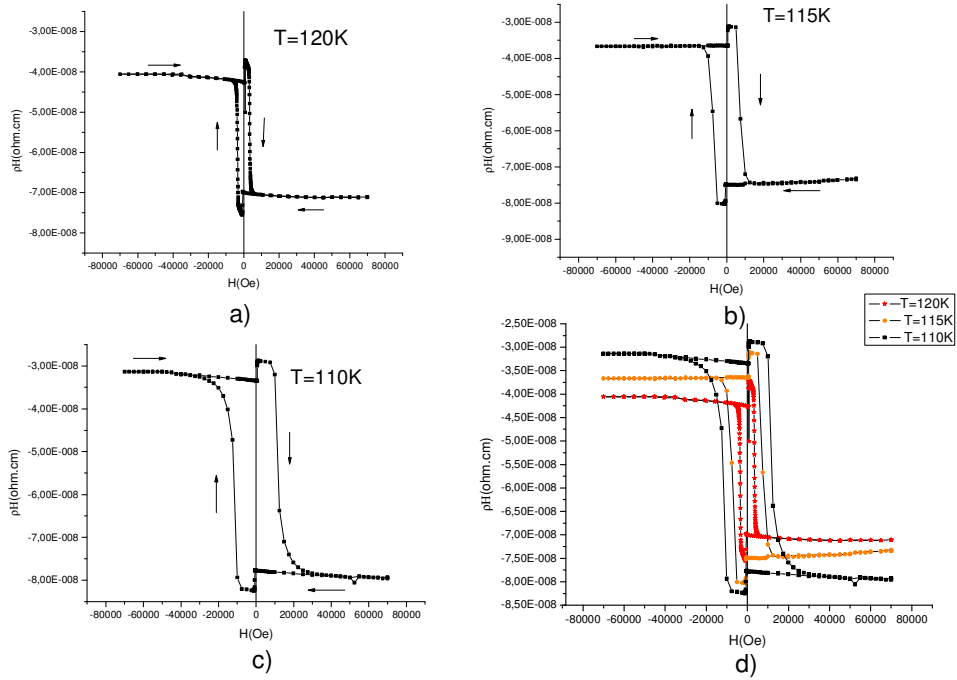 T=120K
-3,00E-008
-4,00E-008
-5,00E-008
-6,00E-008
-7,00E-008
-8,00E-008
ρH(ohm.cm)
-80000 -60000 -40000 -20000 0 20000 40000 60000 80000
H(Oe)
a)
T=115K
-3,00E-008
-4,00E-008
-5,00E-008
-6,00E-008
-7,00E-008
-8,00E-008
-9,00E-008
ρH(ohm.cm)
-80000 -60000 -40000 -20000 0 20000 40000 60000 80000
H(Oe)
b)
T=110K
-3,00E-008
-4,00E-008
-5,00E-008
-6,00E-008
-7,00E-008
-8,00E-008
ρH(ohm.cm)
-80000 -60000 -40000 -20000 0 20000 40000 60000 80000
H(Oe)
c)
T=120K
T=115K
T=110K
-2,50E-008
-3,00E-008
-3,50E-008
-4,00E-008
-4,50E-008
-5,00E-008
-5,50E-008
-6,00E-008
-6,50E-008
-7,00E-008
-7,50E-008
-8,00E-008
-8,50E-008
ρH(ohm.cm)
-80000 -60000 -40000 -20000 0 20000 40000 60000 80000
H(Oe)
d)